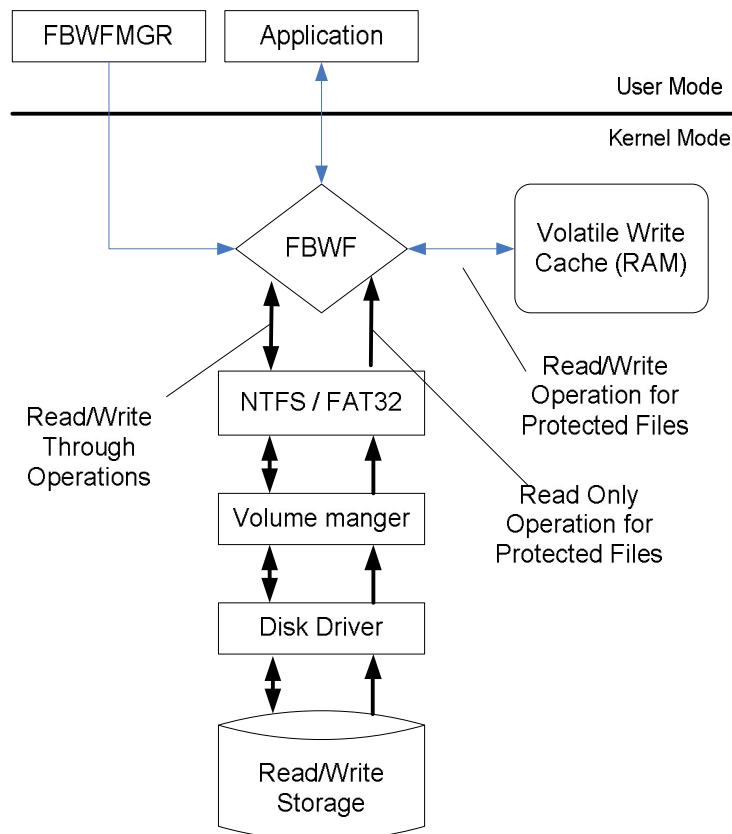 FBWFMGR
Application
User Mode
Kernel Mode
FBWF
Volatile Write
Cache (RAM)
Read/Write
Operation for
Protected Files
NTFS / FAT32
Read/Write
Through
Operations
Volume manger
Read Only
Operation for
Protected Files
Disk Driver
Read/Write
Storage